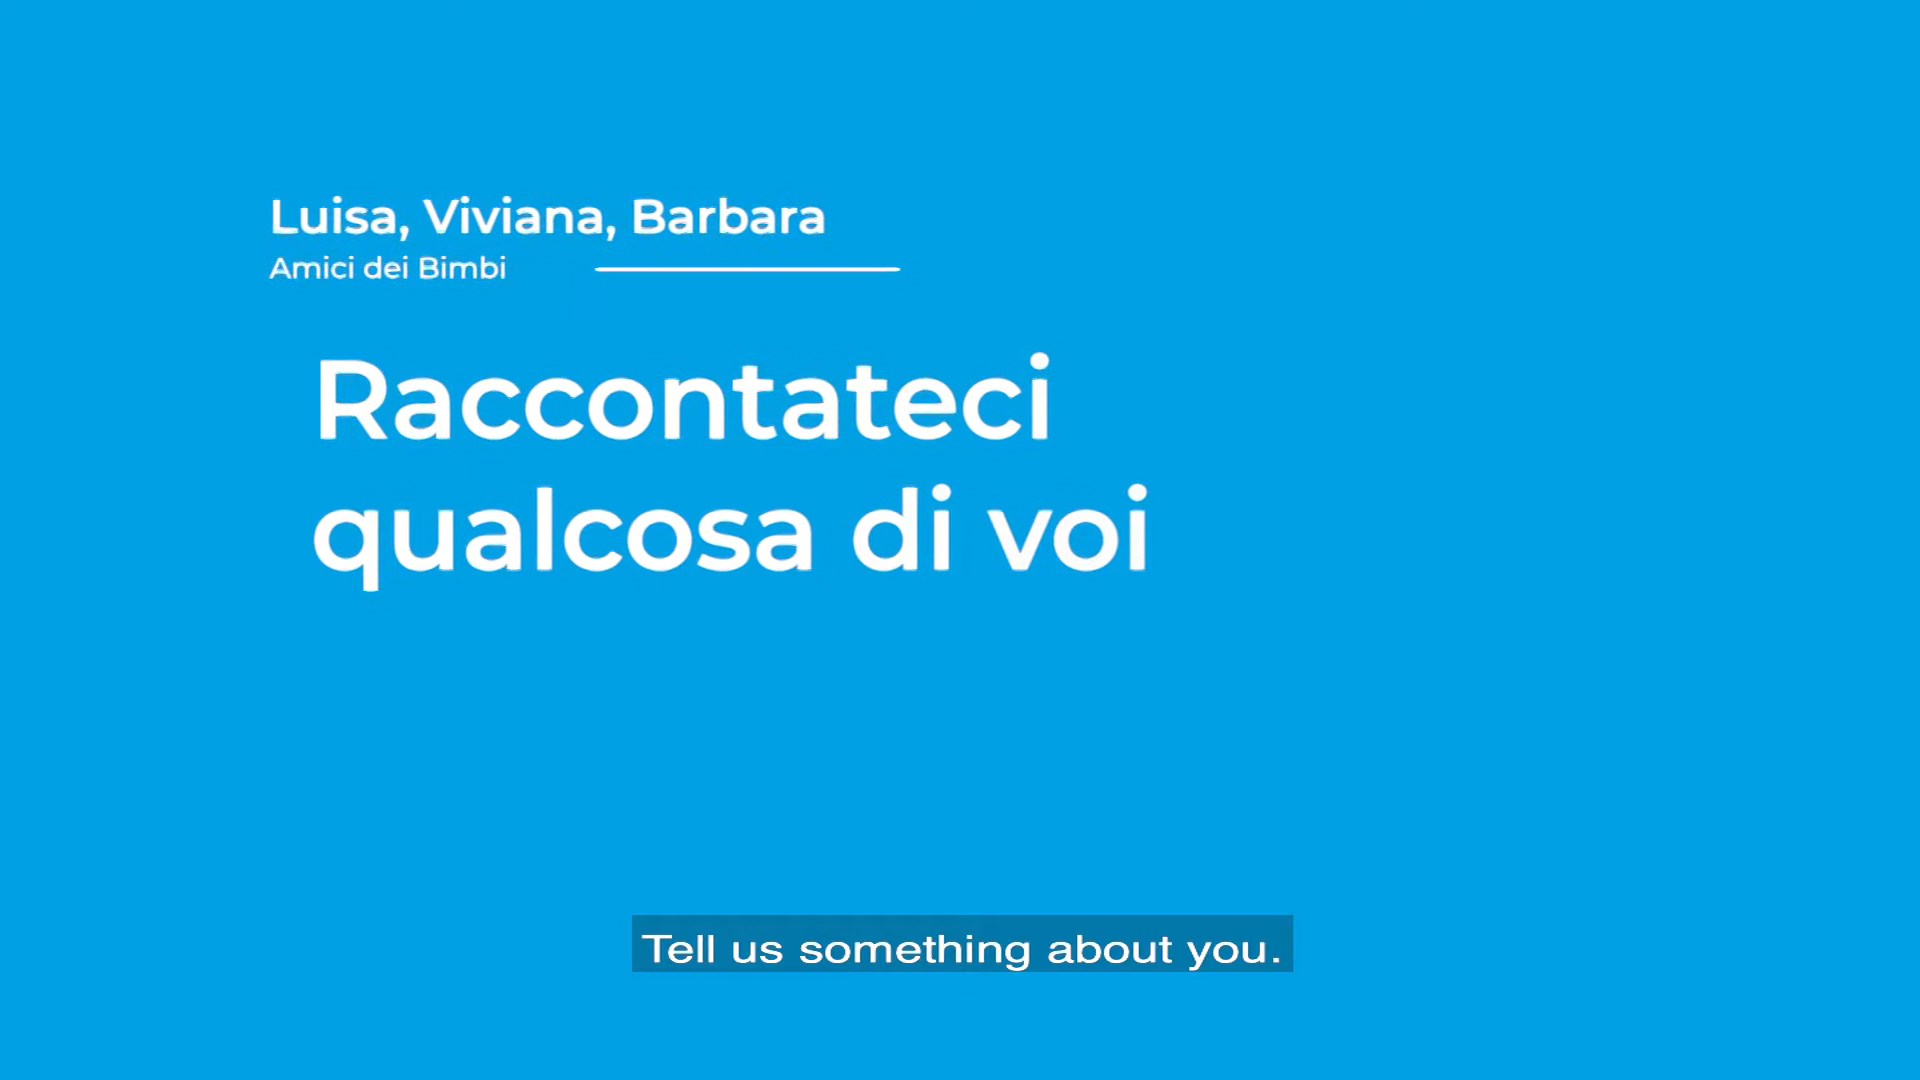 Luisa, Viviana, Barbara
Amici dei Bimbi
Raccontateci
qualcosa di voi
Tell us something about you.